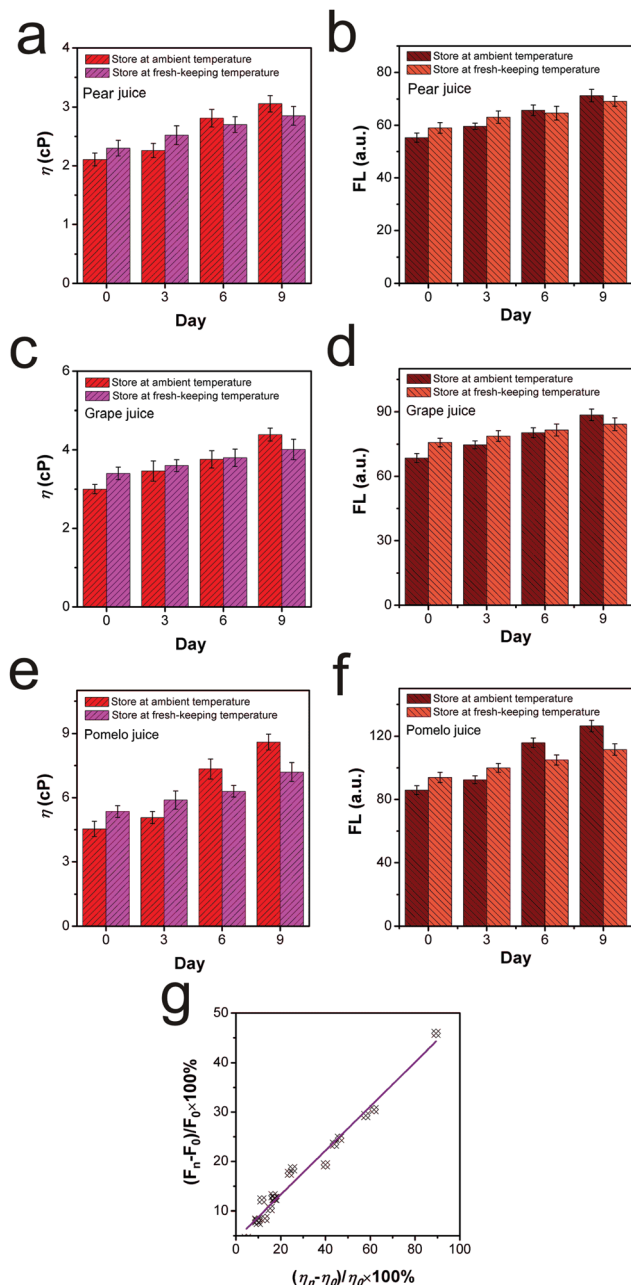 a
Store at ambient temperature
Store at fresh-keeping temperature
Pear juice
4
3
2
1
0
η (cP)
0 3 6 9
Day
b
Store at ambient temperature
Store at fresh-keeping temperature
Pear juice
80
60
40
20
0
FL (a.u.)
0 3 6 9
Day
c
Store at ambient temperature
Store at fresh-keeping temperature
Grape juice
6
4
3
1
0
η (cP)
0 3 6 9
Day
d
Store at ambient temperature
Store at fresh-keeping temperature
Grape juice
90
60
30
0
FL (a.u.)
0 3 6 9
Day
e
Store at ambient temperature
Store at fresh-keeping temperature
Pomelo juice
9
6
4
2
0
η (cP)
0 3 6 9
Day
f
Store at ambient temperature
Store at fresh-keeping temperature
Pomelo juice
120
80
40
0
FL (a.u.)
0 3 6 9
Day
g
50
40
30
20
10
(Fn-F0)/F0×100%
0 20 40 60 80 100
(ηn-η0)/η0×100%